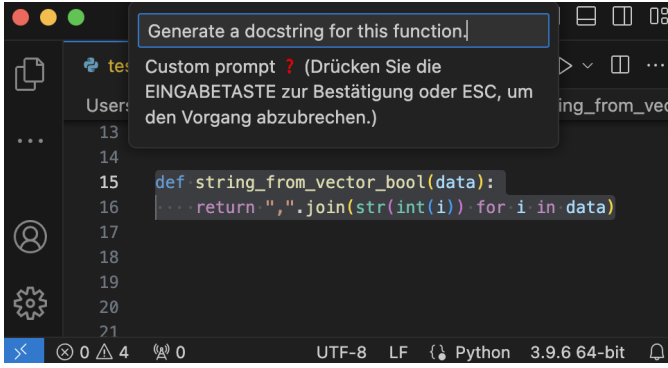 Generate a docstring for this function.
tes
Custom prompt ❓ (Drücken Sie die
EINGABETASTE zur Bestätigung oder ESC, um
den Vorgang abzubrechen.)
Users
ing_from_vec
13
14
15 def string_from_vector_bool(data):
16 ····return ",".join(str(int(i)) for i in data)
17
18
19
20
21
0 4 0 UTF-8 LF Python 3.9.6 64-bit